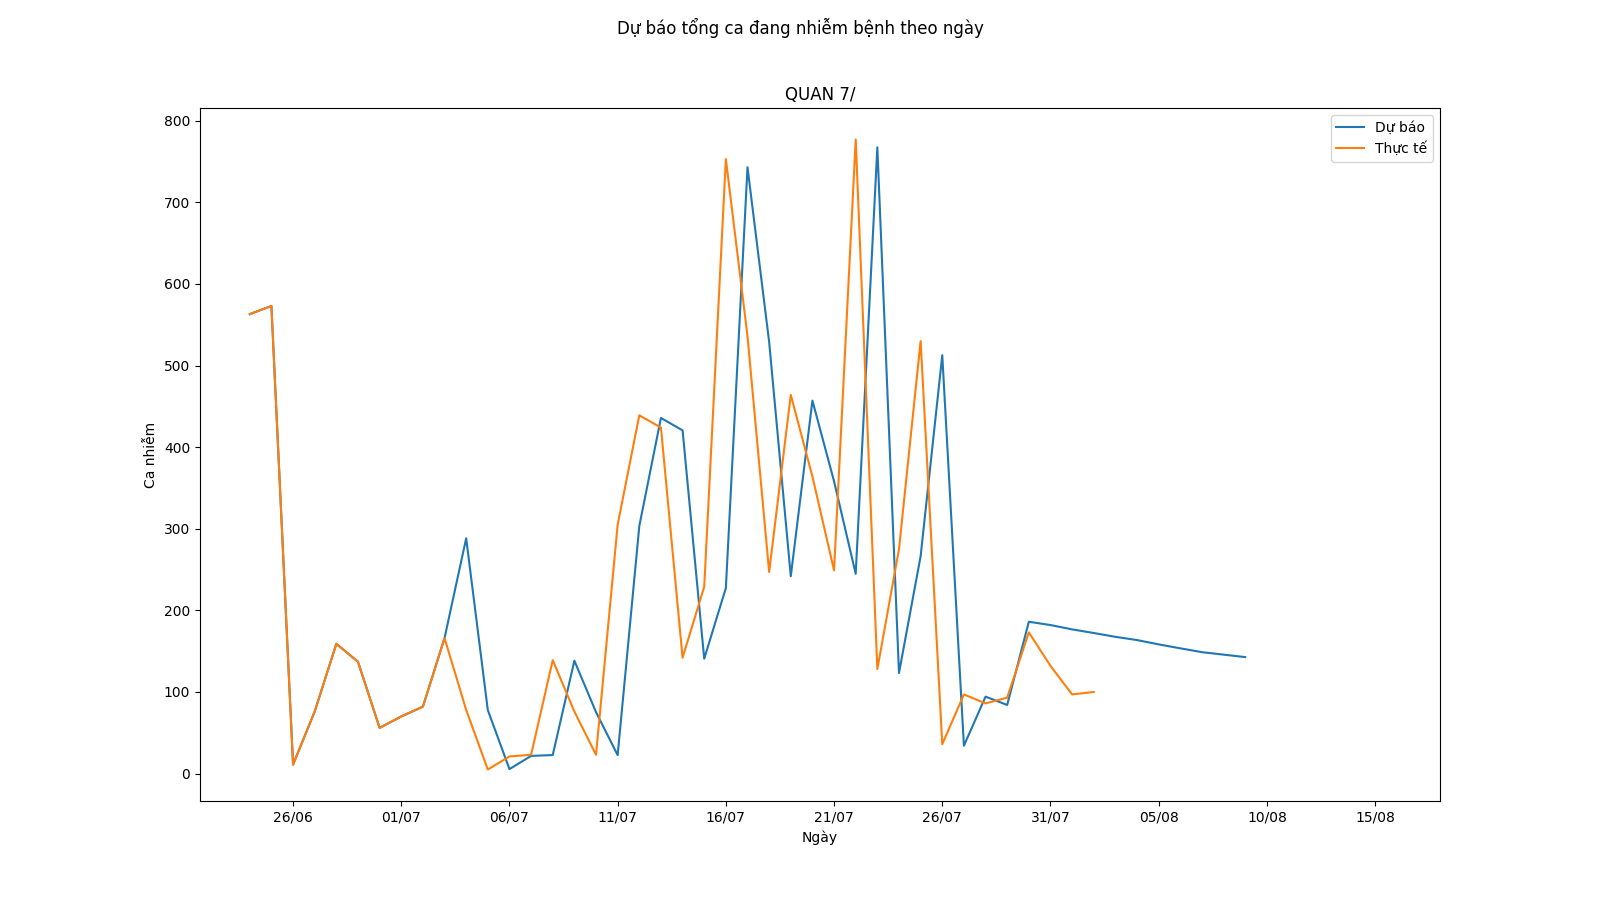 Dự báo tổng ca đang nhiễm bệnh theo ngày
QUAN 7/
Dự báo
Thực tế
Ca nhiễm
800
700
600
500
400
300
200
100
0
26/06 01/07 06/07 11/07 16/07 21/07 26/07 31/07 05/08 10/08 15/08
Ngày